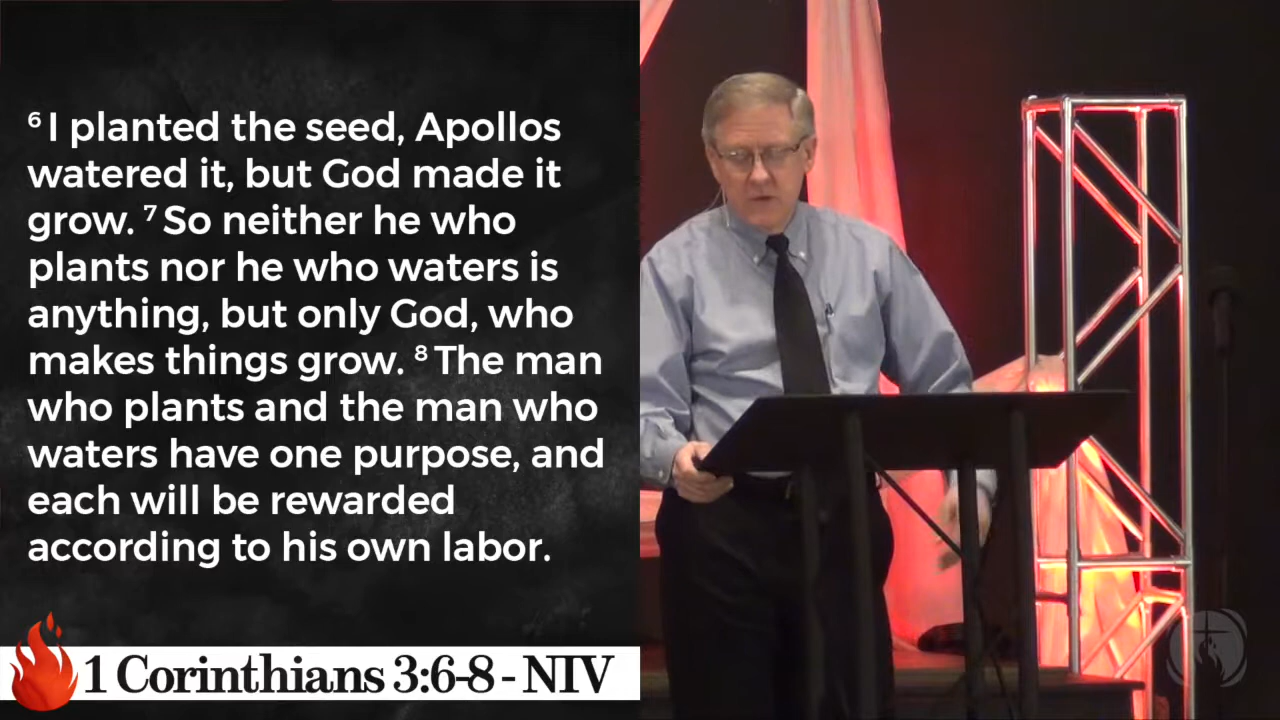 ⁶ I planted the seed, Apollos
watered it, but God made it
grow. ⁷ So neither he who
plants nor he who waters is
anything, but only God, who
makes things grow. ⁸ The man
who plants and the man who
waters have one purpose, and
each will be rewarded
according to his own labor.
1 Corinthians 3:6-8 - NIV